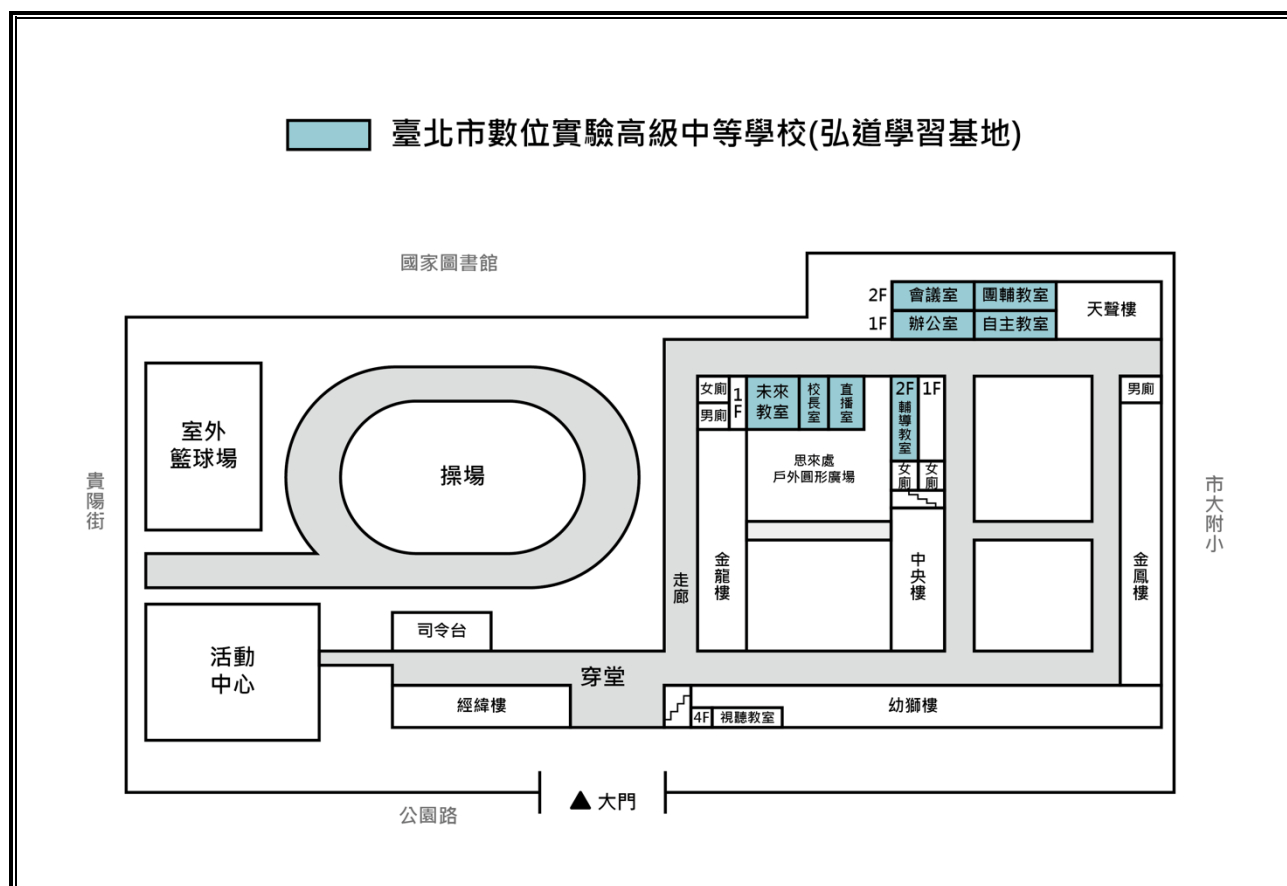 臺北市數位實驗高級中等學校(弘道學習基地)
國家圖書館
2F
會議室
團輔教室
天聲樓
1F
辦公室
自主教室
女廁
男廁
1F
未來
教室
校長室
直播室
2F
輔導教室
1F
男廁
室外
籃球場
操場
思來處
戶外圓形廣場
女廁
女廁
貴陽街
市大附小
走廊
金龍樓
中央樓
金鳳樓
司令台
活動
中心
穿堂
經緯樓
幼獅樓
4F
視聽教室
▲ 大門
公園路